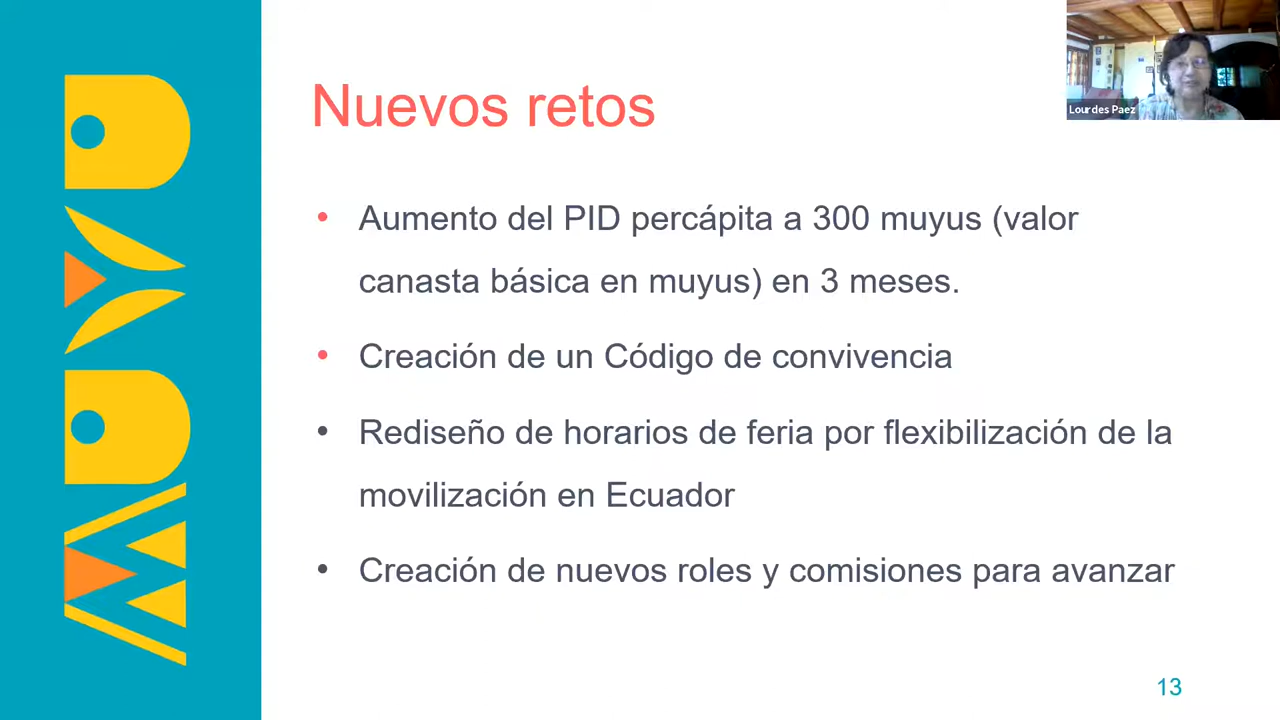 Nuevos retos
Lourdes Paez
• Aumento del PID percápita a 300 muyus (valor
canasta básica en muyus) en 3 meses.
• Creación de un Código de convivencia
• Rediseño de horarios de feria por flexibilización de la
movilización en Ecuador
• Creación de nuevos roles y comisiones para avanzar
13
MUYU